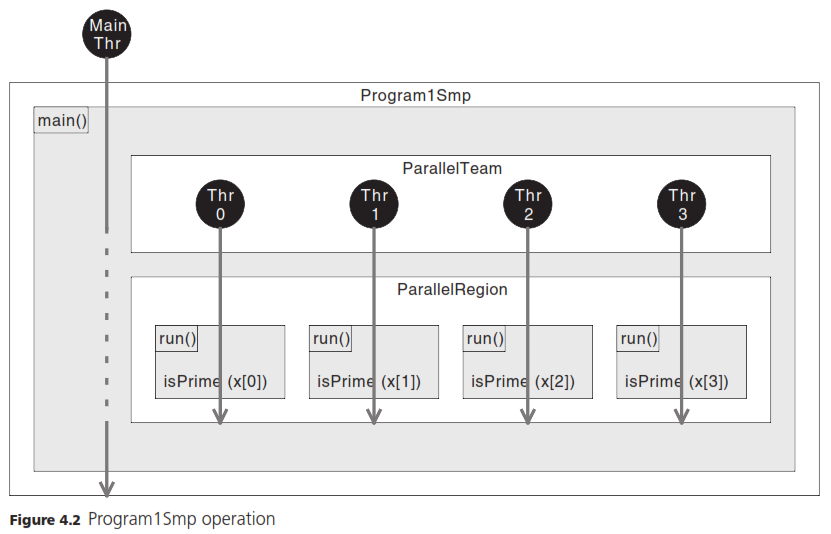 Main
Thr
Program1Smp
main()
ParallelTeam
Thr
0
Thr
1
Thr
2
Thr
3
ParallelRegion
run()
isPrime (x[0])
run()
isPrime (x[1])
run()
isPrime (x[2])
run()
isPrime (x[3])
Figure 4.2 Program1Smp operation